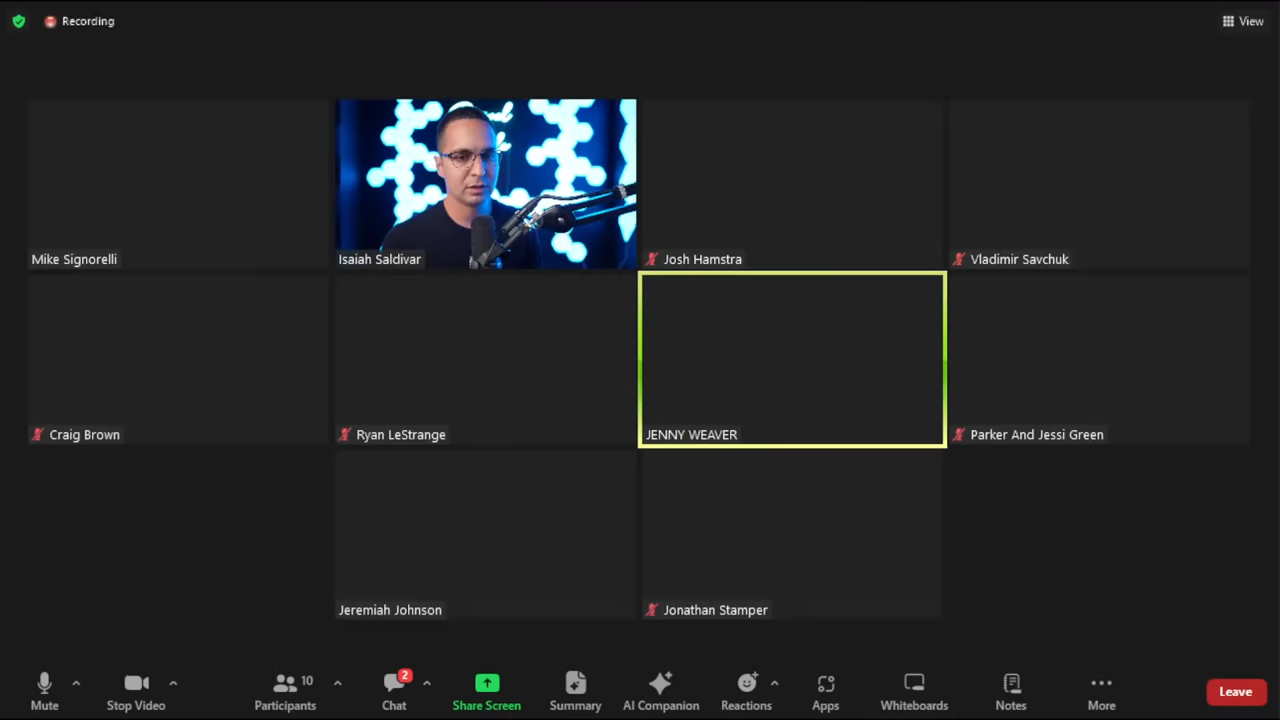 Recording
View
Mike Signorelli
Isaiah Saldivar
Josh Hamstra
Vladimir Savchuk
Craig Brown
Ryan LeStrange
JENNY WEAVER
Parker And Jessi Green
Jeremiah Johnson
Jonathan Stamper
10
2
Mute
Stop Video
Participants
Chat
Share Screen
Summary
AI Companion
Reactions
Apps
Whiteboards
Notes
More
Leave